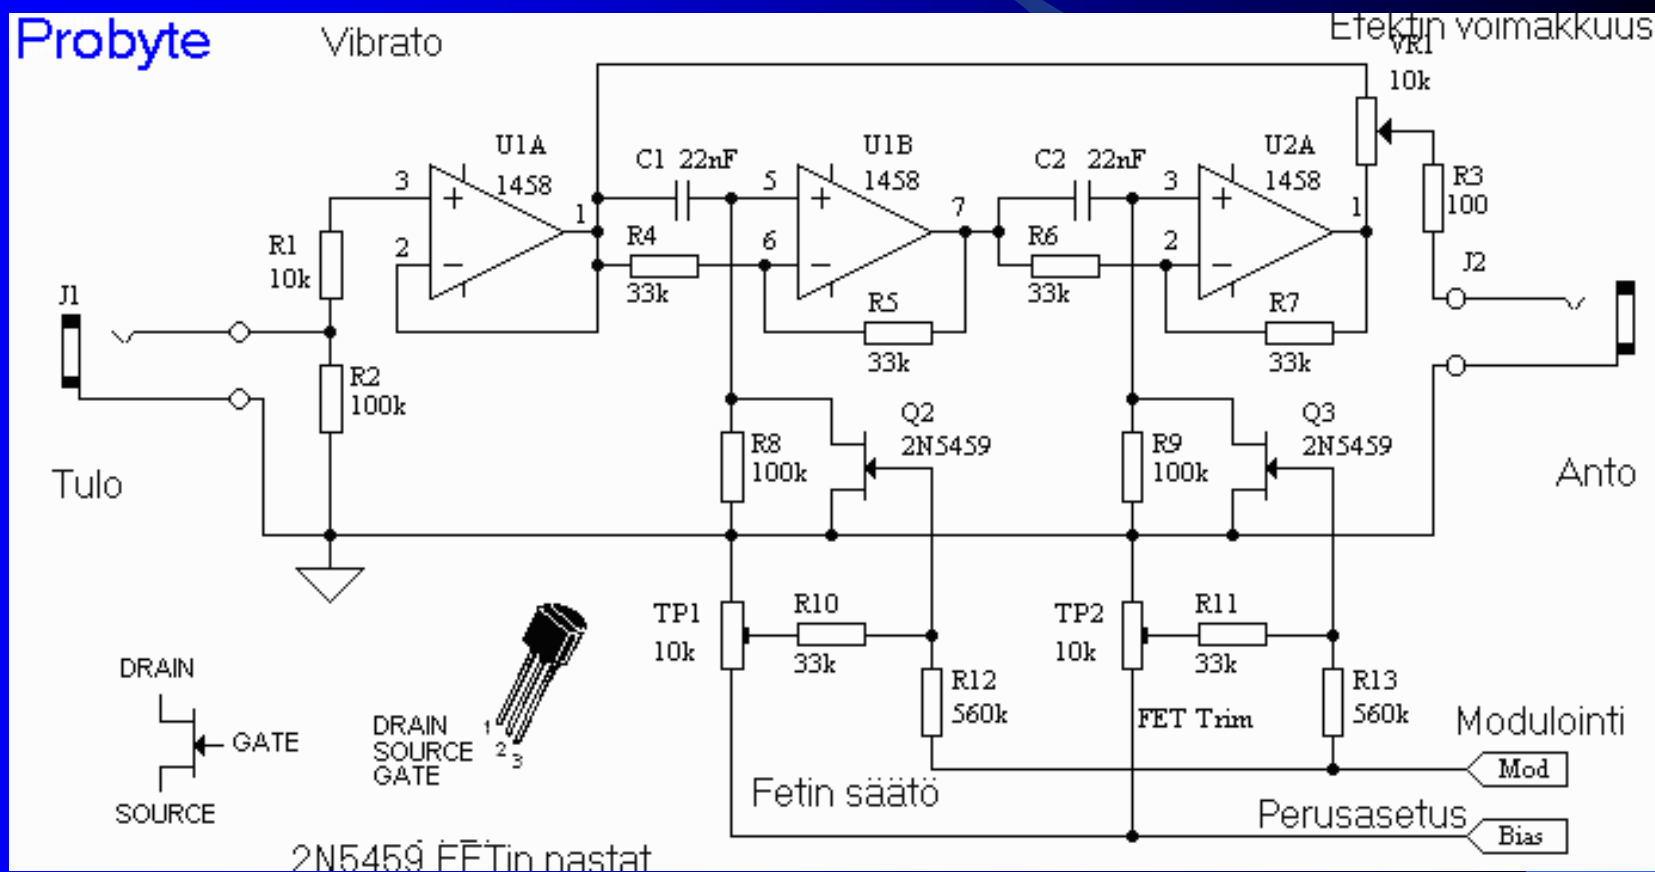 Probyte
Vibrato
Efektin voimakkuus
VR1
10k
U1A
1458
C1 22nF
U1B
1458
C2 22nF
U2A
1458
R3
100
3
2
1
5
6
7
3
2
1
R1
10k
R4
33k
R5
33k
R6
33k
R7
33k
J1
J2
R2
100k
Tulo
Anto
R8
100k
Q2
2N5459
R9
100k
Q3
2N5459
TP1
10k
R10
33k
TP2
10k
R11
33k
R12
560k
FET Trim
R13
560k
Modulointi
Mod
Fetin säätö
Perusasetus
Bias
DRAIN
GATE
SOURCE
DRAIN
SOURCE
GATE
1
2
3
2N5459 FETin nastat